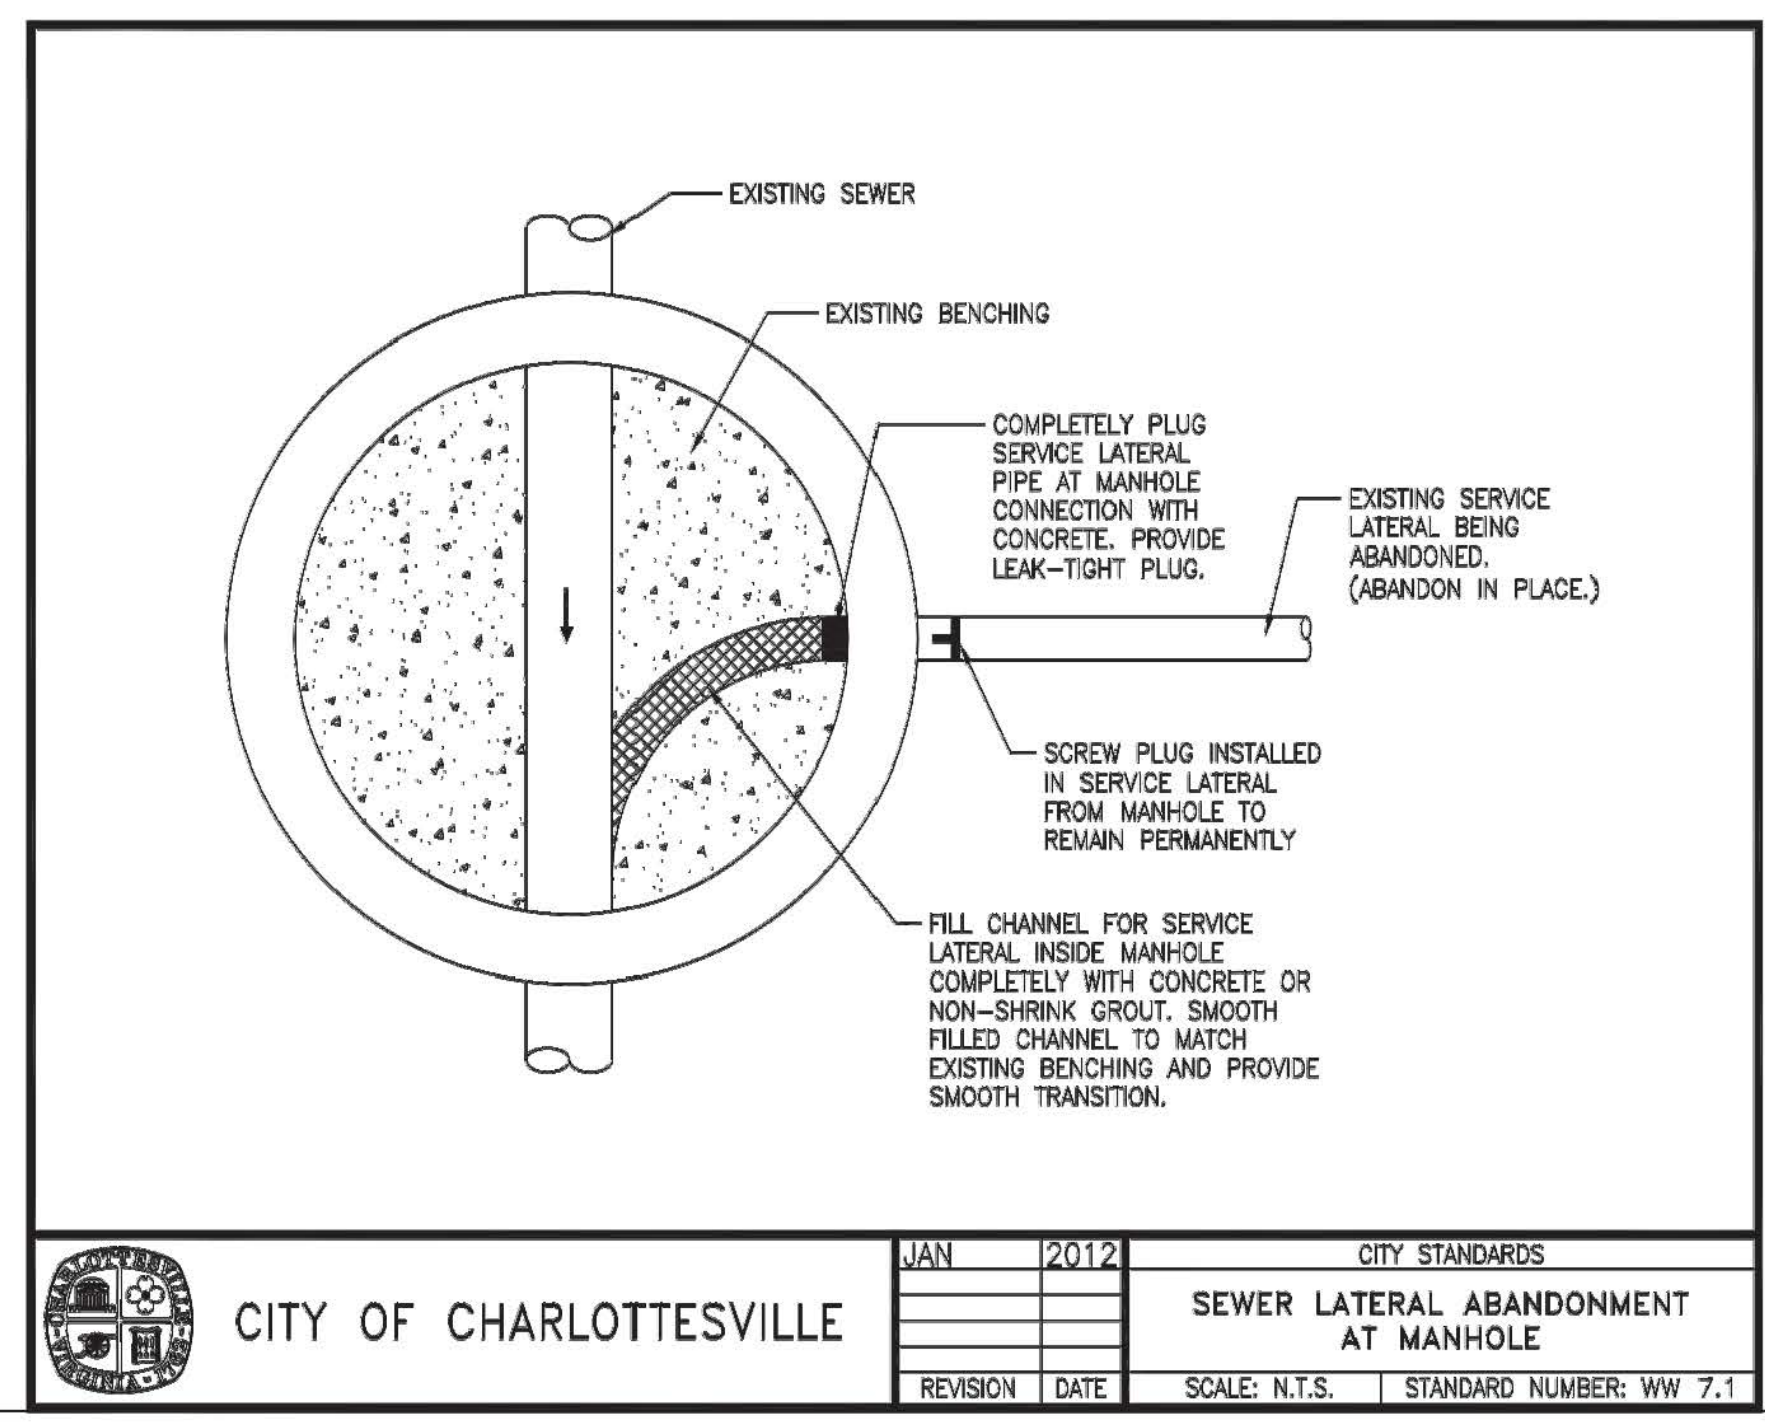 EXISTING SEWER
EXISTING BENCHING
COMPLETELY PLUG
SERVICE LATERAL
PIPE AT MANHOLE
CONNECTION WITH
CONCRETE. PROVIDE
LEAK-TIGHT PLUG.
EXISTING SERVICE
LATERAL BEING
ABANDONED.
(ABANDON IN PLACE.)
SCREW PLUG INSTALLED
IN SERVICE LATERAL
FROM MANHOLE TO
REMAIN PERMANENTLY
FILL CHANNEL FOR SERVICE
LATERAL INSIDE MANHOLE
COMPLETELY WITH CONCRETE OR
NON-SHRINK GROUT. SMOOTH
FILLED CHANNEL TO MATCH
EXISTING BENCHING AND PROVIDE
SMOOTH TRANSITION.
CHARLOTTESVILLE
VIRGINIA 1762
CITY OF CHARLOTTESVILLE
JAN 2012
REVISION DATE
CITY STANDARDS
SEWER LATERAL ABANDONMENT
AT MANHOLE
SCALE: N.T.S. STANDARD NUMBER: WW 7.1